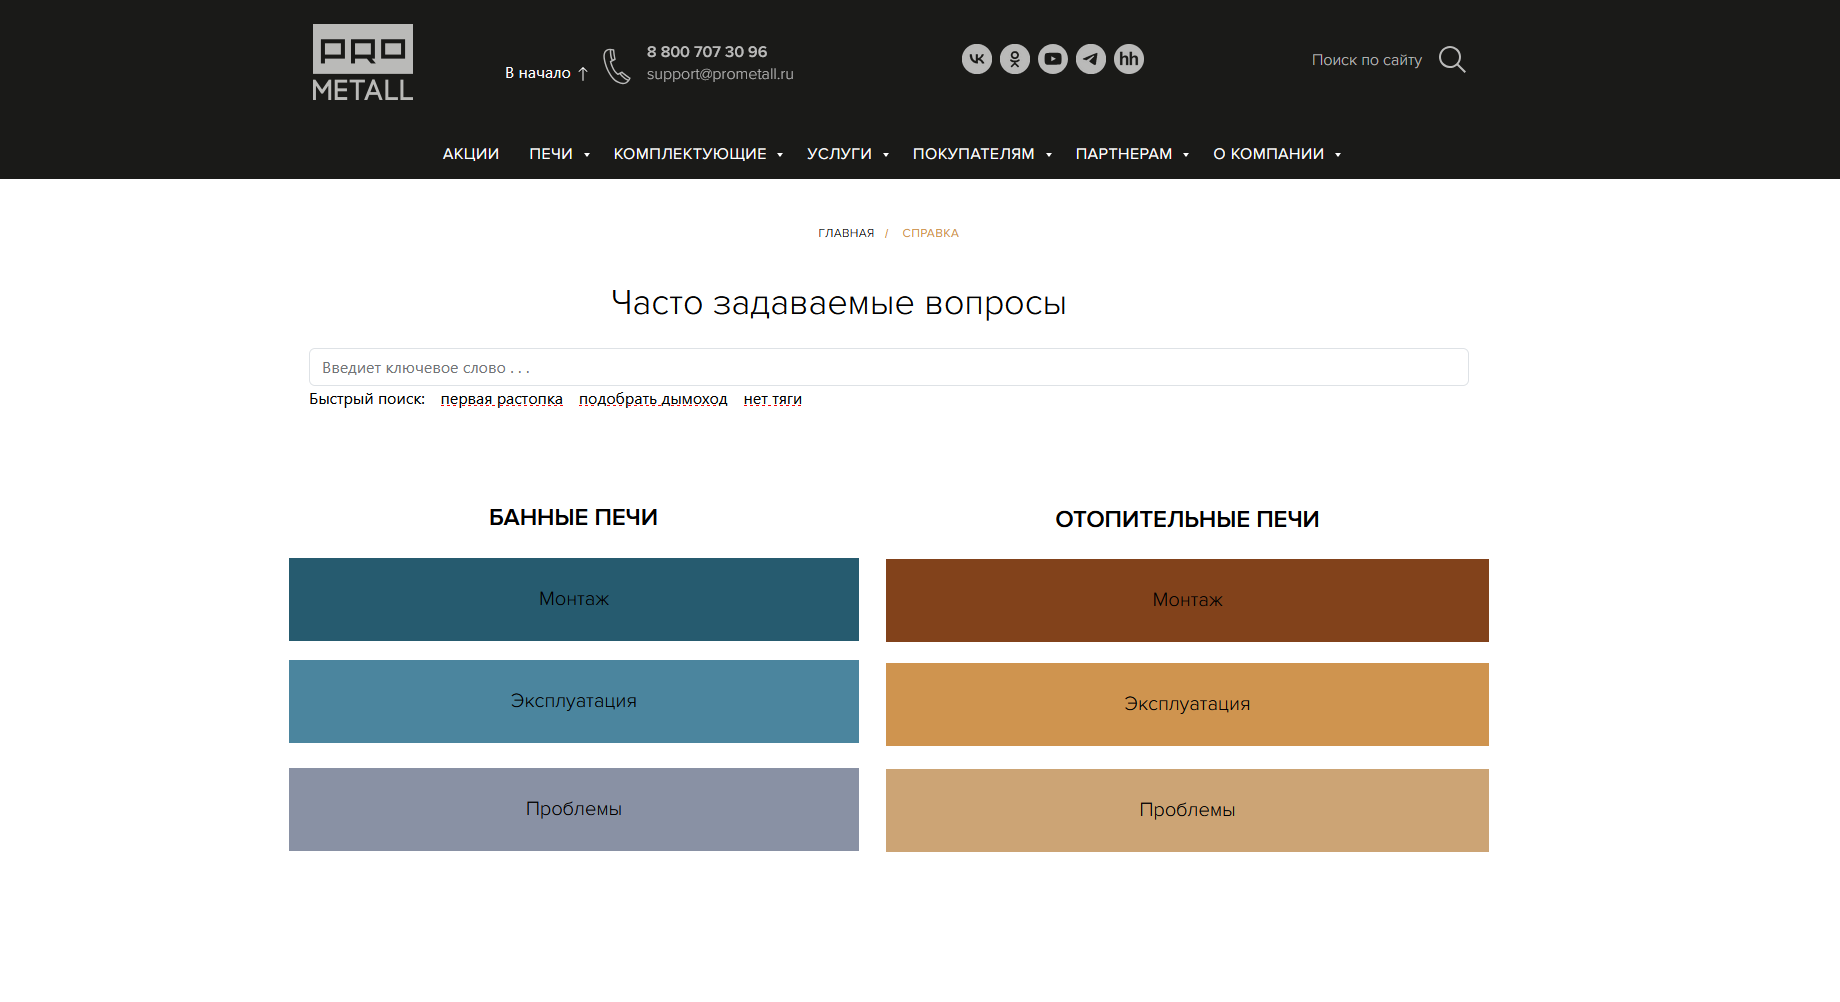 PRO
METALL
В начало ↑
8 800 707 30 96
support@prometall.ru
hh
Поиск по сайту
АКЦИИ ПЕЧИ КОМПЛЕКТУЮЩИЕ УСЛУГИ ПОКУПАТЕЛЯМ ПАРТНЕРАМ О КОМПАНИИ
ГЛАВНАЯ / СПРАВКА
Часто задаваемые вопросы
Введиет ключевое слово . . .
Быстрый поиск: первая растопка подобрать дымоход нет тяги
БАННЫЕ ПЕЧИ
Монтаж
Эксплуатация
Проблемы
ОТОПИТЕЛЬНЫЕ ПЕЧИ
Монтаж
Эксплуатация
Проблемы